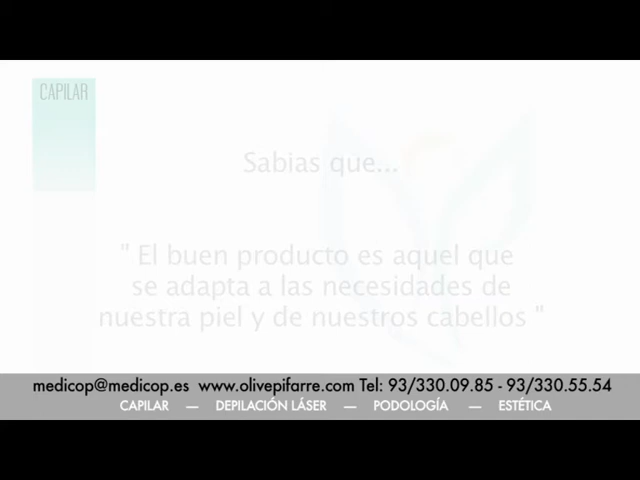 CAPILAR
Sabias que...
" El buen producto es aquel que
se adapta a las necesidades de
nuestra piel y de nuestros cabellos "
medicop@medicop.es www.olivepifarre.com Tel: 93/330.09.85 - 93/330.55.54
CAPILAR — DEPILACIÓN LÁSER — PODOLOGÍA — ESTÉTICA